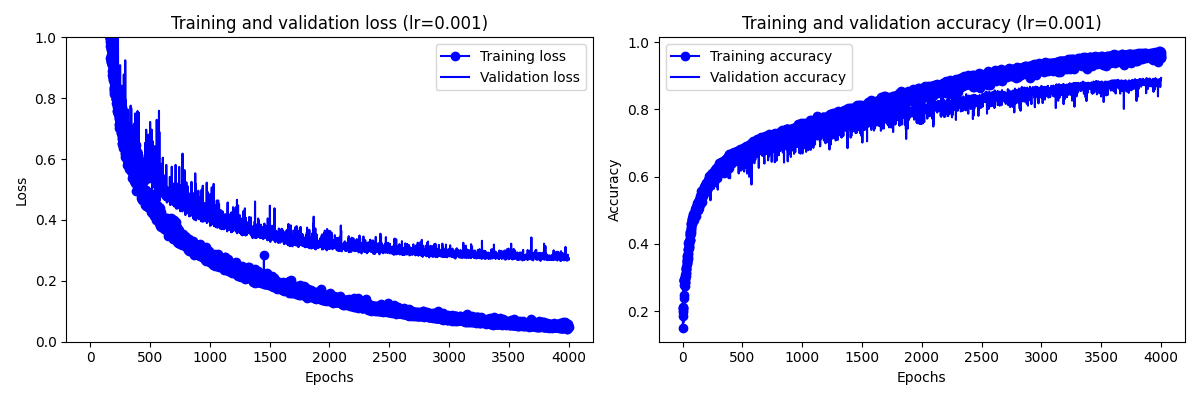 Training and validation loss (lr=0.001)
Training loss
Validation loss
Loss
1.0
0.8
0.6
0.4
0.2
0.0
0
500
1000
1500
2000
2500
3000
3500
4000
Epochs
Training and validation accuracy (lr=0.001)
Training accuracy
Validation accuracy
Accuracy
1.0
0.8
0.6
0.4
0.2
0
500
1000
1500
2000
2500
3000
3500
4000
Epochs